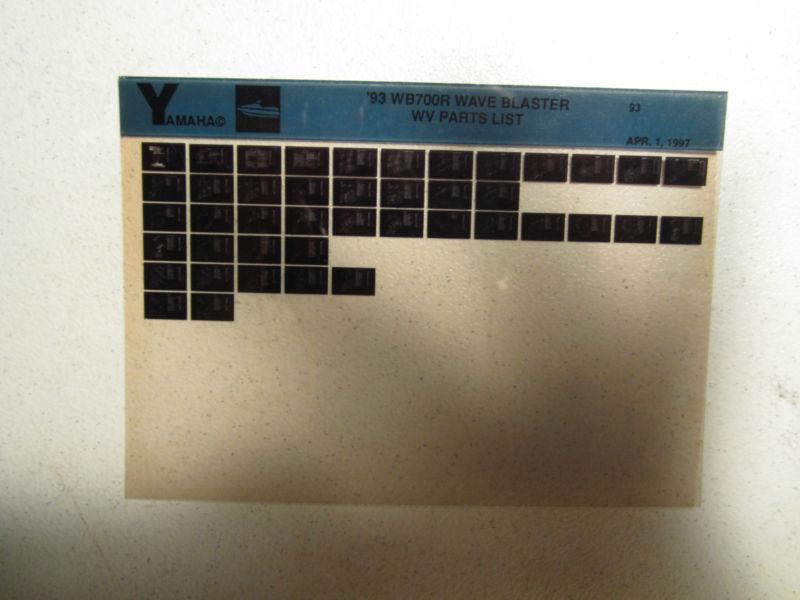 YAMAHA©
'93 WB700R WAVE BLASTER
93
WV PARTS LIST
APR. 1, 1997